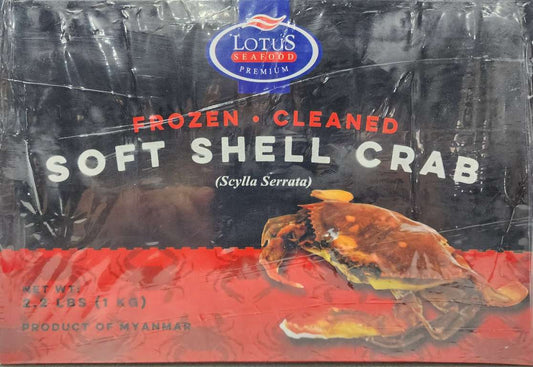 LOTUS
SEAFOOD
PREMIUM
FROZEN • CLEANED
SOFT SHELL CRAB
(Scylla Serrata)
NET WT:
2.2 LBS (1 KG)
PRODUCT OF MYANMAR